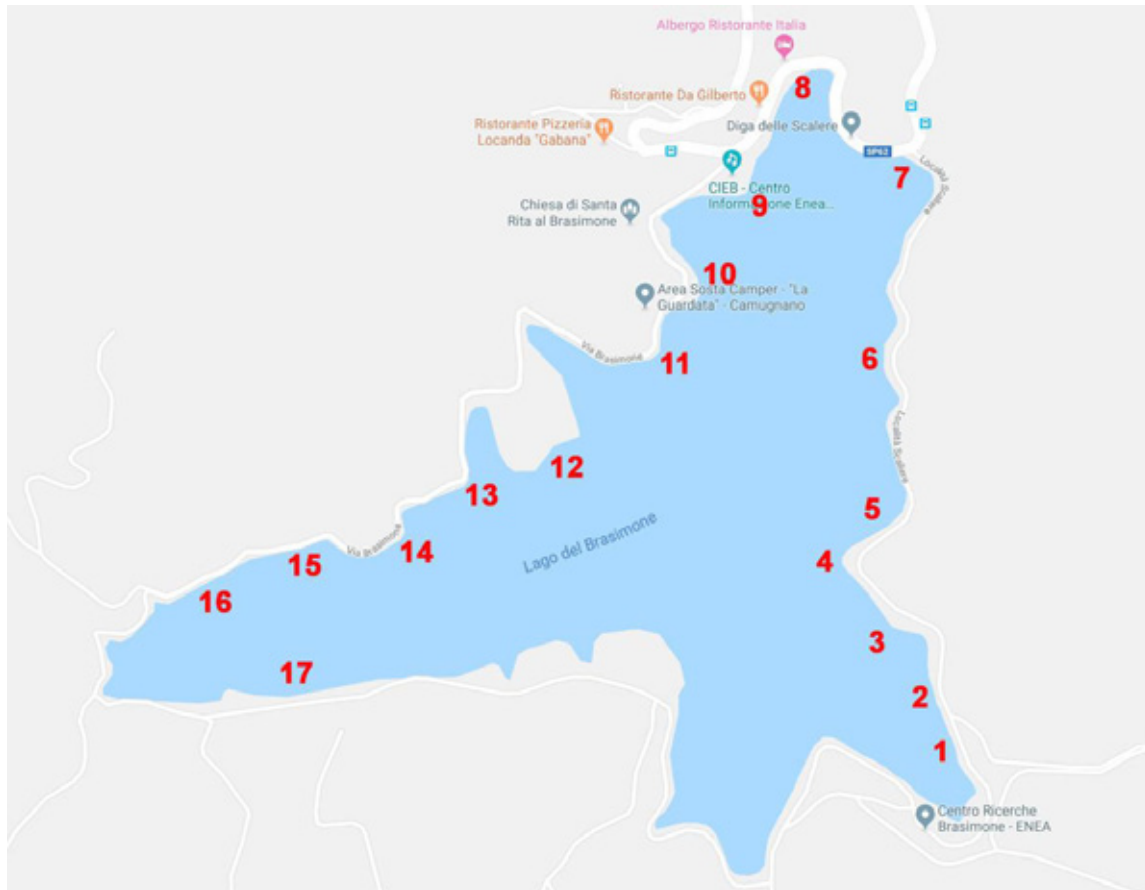 Albergo Ristorante Italia
8
Ristorante Da Gilberto
Ristorante Pizzeria
Locanda "Gabana"
Diga delle Scalere
SP62
Località Scalere
7
CIEB - Centro
Informazione Enea...
9
Chiesa di Santa
Rita al Brasimone
10
Area Sosta Camper - "La
Guardata" - Camugnano
Via Brasimone
11
6
Località Scalere
12
13
5
Lago del Brasimone
14
Via Brasimone
15
4
16
3
17
2
1
Centro Ricerche
Brasimone - ENEA